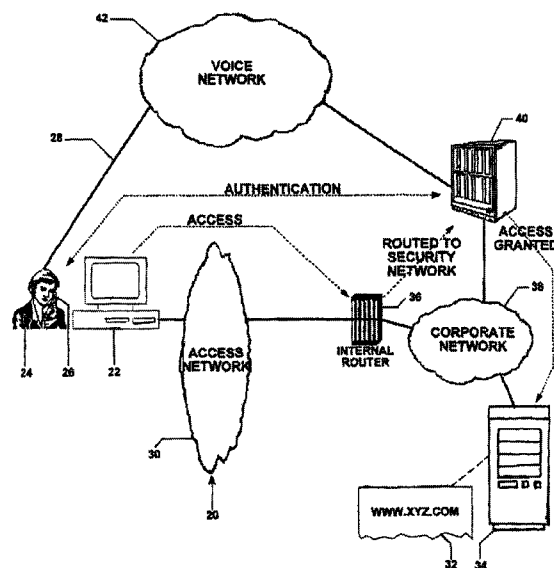 42
VOICE
NETWORK
28
40
AUTHENTICATION
ACCESS
ACCESS
GRANTED
ROUTED TO
SECURITY
NETWORK
38
36
CORPORATE
NETWORK
INTERNAL
ROUTER
ACCESS
NETWORK
24
26
22
30
20
WWW.XYZ.COM
32
34